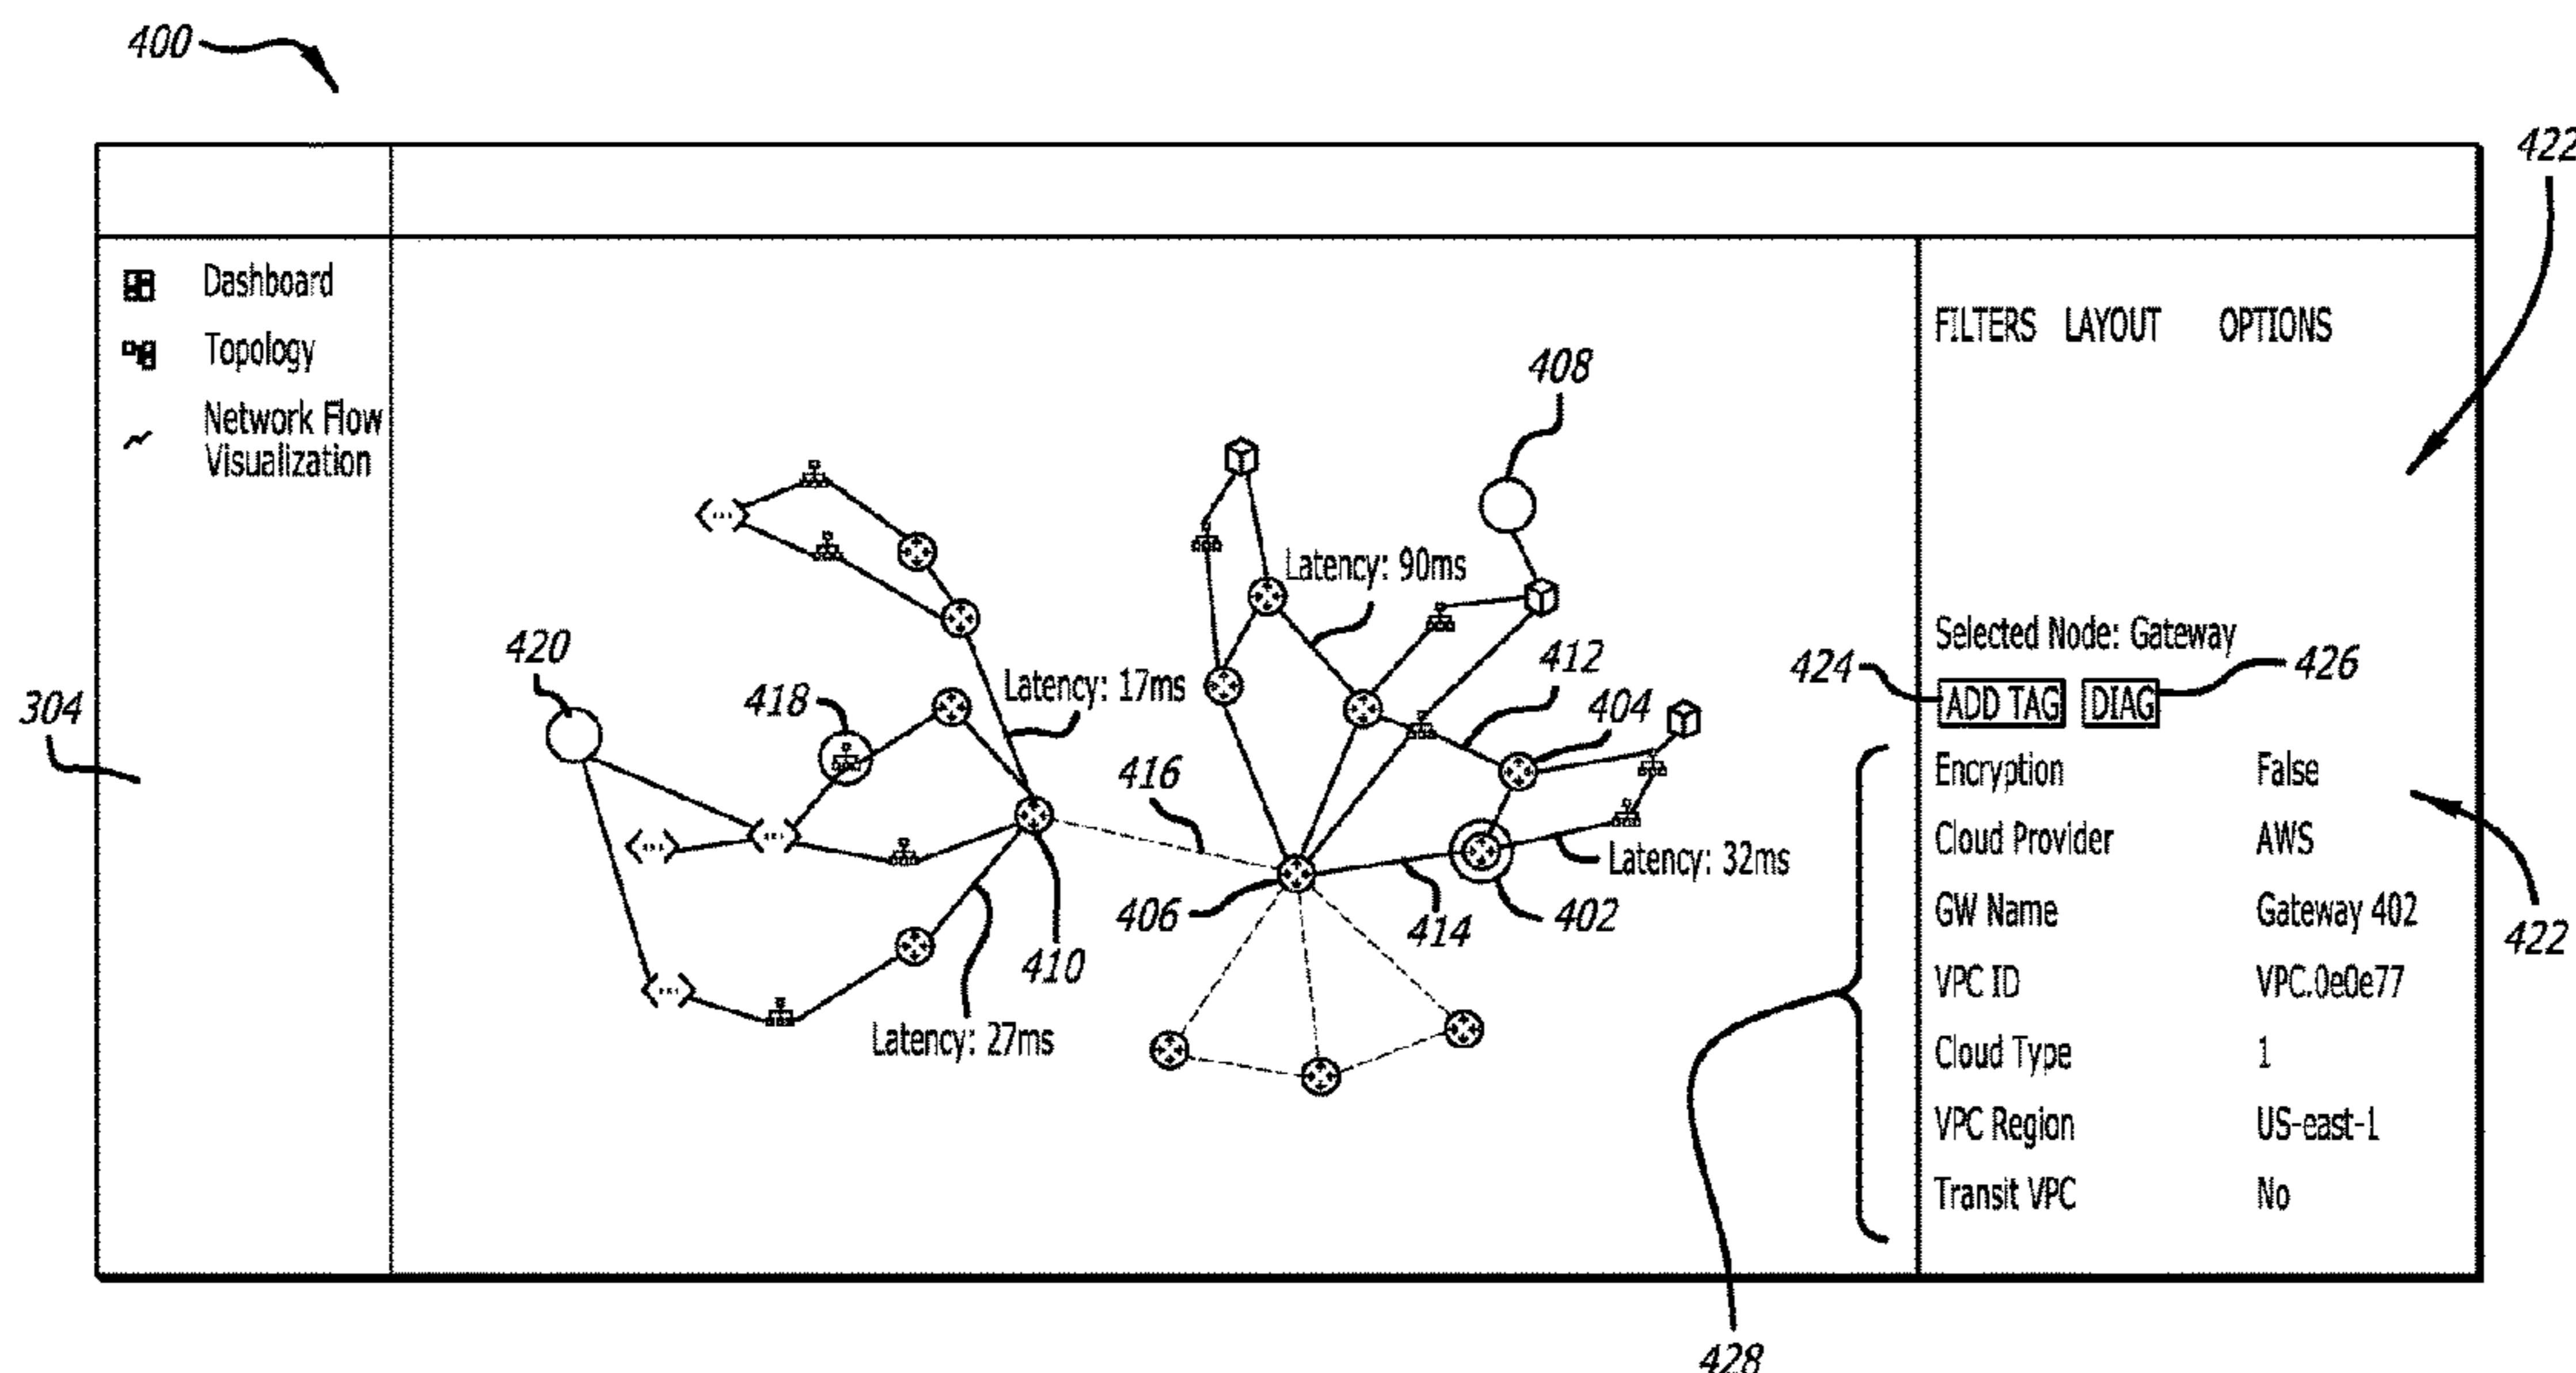 400
422
Dashboard
Topology
Network Flow
Visualization
FILTERS LAYOUT OPTIONS
408
Latency: 90ms
Selected Node: Gateway
424
426
ADD TAG DIAG
412
404
420
418
Latency: 17ms
304
416
Encryption False
Cloud Provider AWS
Latency: 32ms
406
414
402
GW Name Gateway 402
422
410
VPC ID VPC.0e0e77
Latency: 27ms
Cloud Type 1
VPC Region US-east-1
Transit VPC No
428